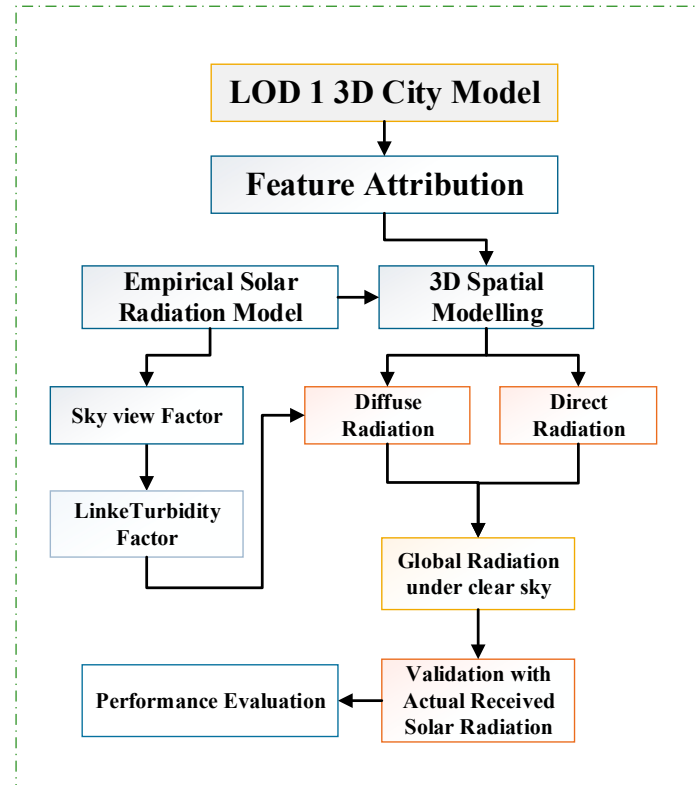 LOD 1 3D City Model
Feature Attribution
Empirical Solar
Radiation Model
3D Spatial
Modelling
Sky view Factor
Diffuse
Radiation
Direct
Radiation
LinkeTurbidity
Factor
Global Radiation
under clear sky
Performance Evaluation
Validation with
Actual Received
Solar Radiation